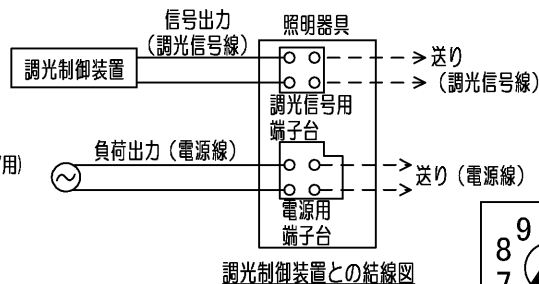 信号出力
(調光信号線)
照明器具
送り
(調光信号線)
調光制御装置
調光信号用
端子台
負荷出力(電源線)
用)
送り(電源線)
電源用
端子台
調光制御装置との結線図
9
8
7